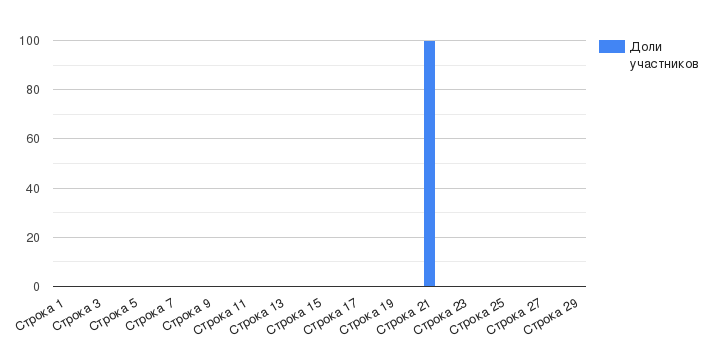 100
80
60
40
20
0
Строка 1
Строка 3
Строка 5
Строка 7
Строка 9
Строка 11
Строка 13
Строка 15
Строка 17
Строка 19
Строка 21
Строка 23
Строка 25
Строка 27
Строка 29
Доли
участников